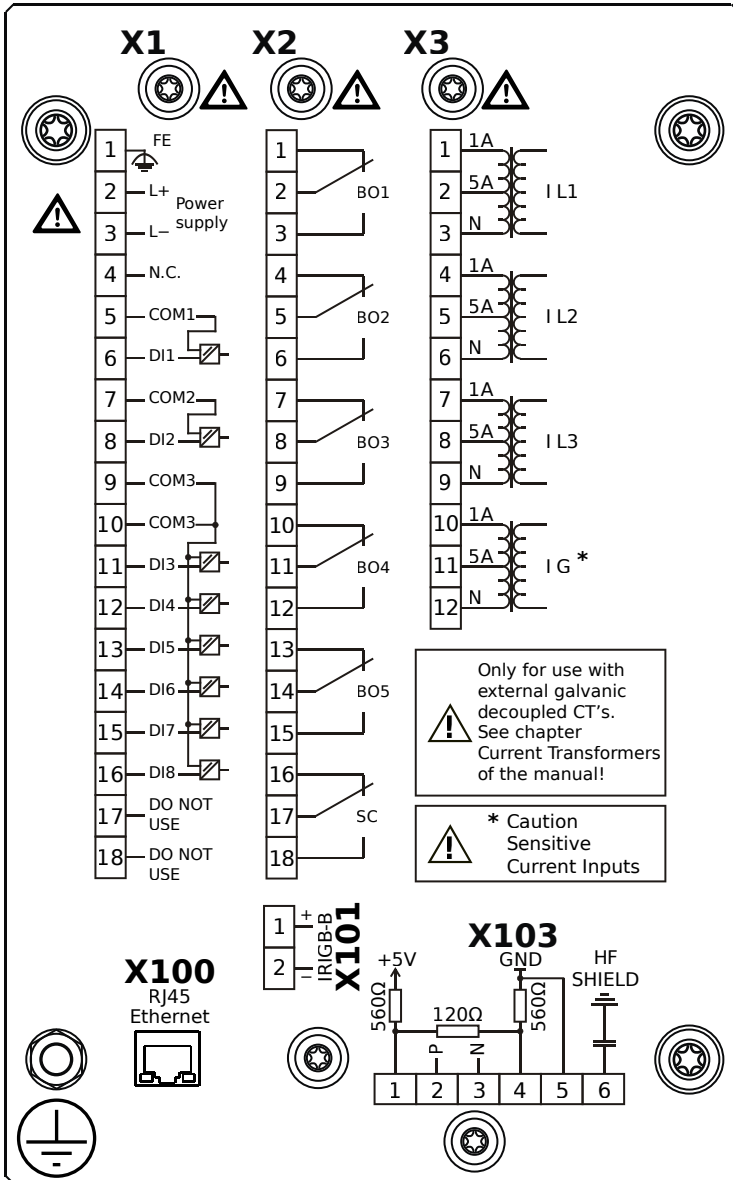 X1
X2
X3
1 FE
2 L+
Power
supply
3 L−
4 N.C.
5 COM1
6 DI1
7 COM2
8 DI2
9 COM3
10 COM3
11 DI3
12 DI4
13 DI5
14 DI6
15 DI7
16 DI8
17 DO NOT
USE
18 DO NOT
USE
1
2 BO1
3
4
5 BO2
6
7
8 BO3
9
10
11 BO4
12
13
14 BO5
15
16
17 SC
18
1 1A
2 5A I L1
3 N
4 1A
5 5A I L2
6 N
7 1A
8 5A I L3
9 N
10 1A
11 5A I G *
12 N
Only for use with
external galvanic
decoupled CT's.
See chapter
Current Transformers
of the manual!
* Caution
Sensitive
Current Inputs
X100
RJ45
Ethernet
1 +
2 −
IRIGB-B
X101
X103
+5V
GND
HF
SHIELD
560Ω
120Ω
560Ω
P
N
1 2 3 4 5 6